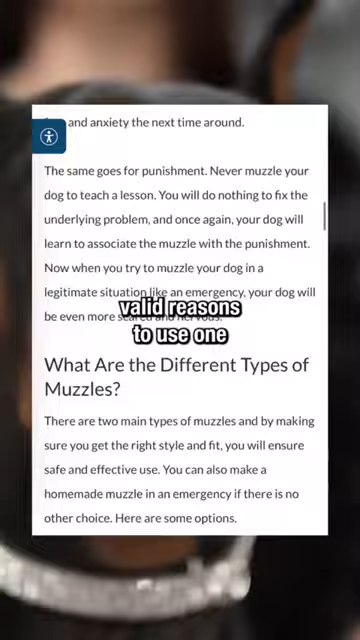 and anxiety the next time around.
The same goes for punishment. Never muzzle your
dog to teach a lesson. You will do nothing to fix the
underlying problem, and once again, your dog will
learn to associate the muzzle with the punishment.
Now when you try to muzzle your dog in a
legitimate situation like an emergency, your dog will
be even more scared and nervous.
valid reasons
to use one
What Are the Different Types of
Muzzles?
There are two main types of muzzles and by making
sure you get the right style and fit, you will ensure
safe and effective use. You can also make a
homemade muzzle in an emergency if there is no
other choice. Here are some options.